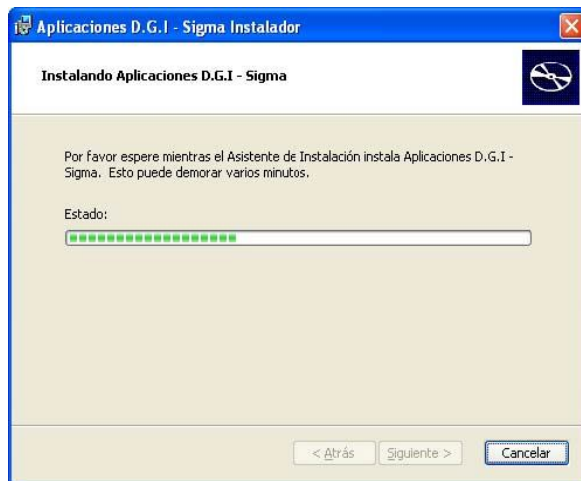 Aplicaciones D.G.I - Sigma Instalador
Instalando Aplicaciones D.G.I - Sigma
Por favor espere mientras el Asistente de Instalación instala Aplicaciones D.G.I -
Sigma. Esto puede demorar varios minutos.
Estado:
< Atrás
Siguiente >
Cancelar